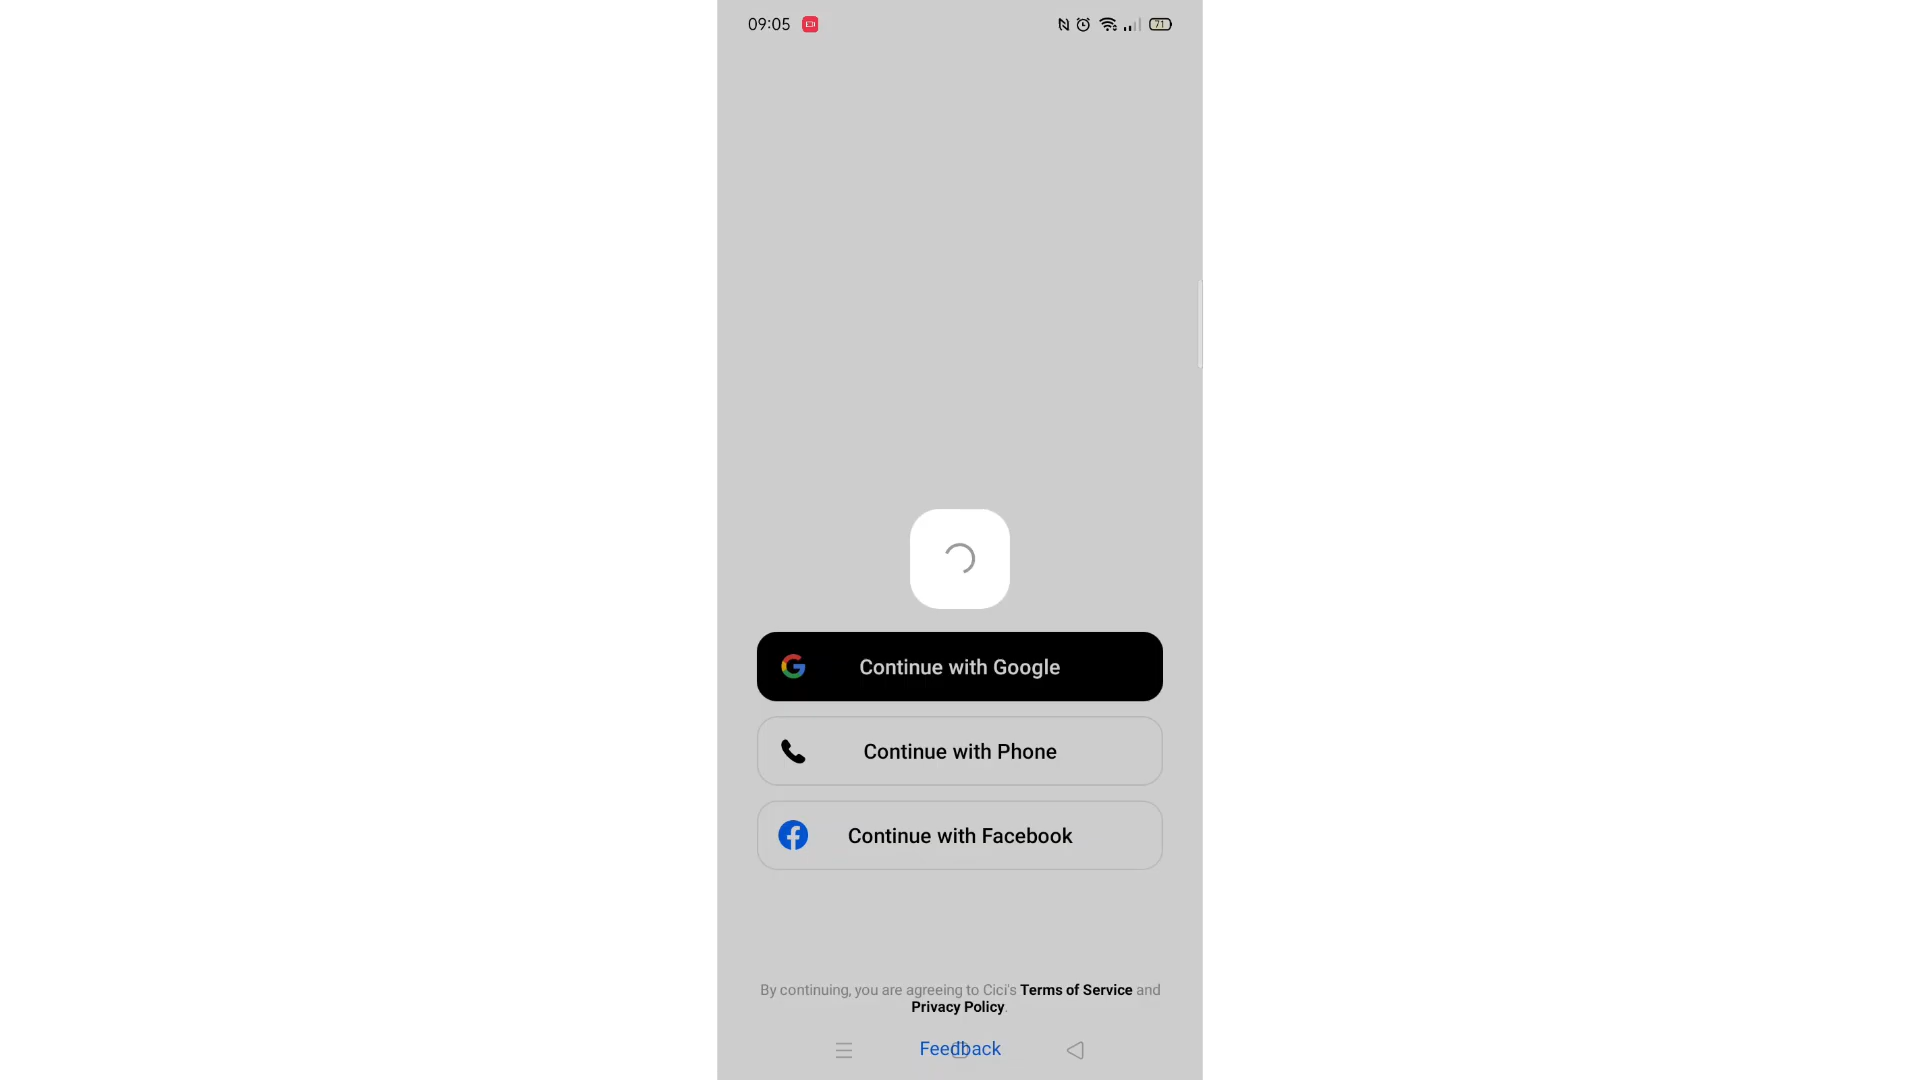 09:05
71
Continue with Google
Continue with Phone
Continue with Facebook
By continuing, you are agreeing to Cici's Terms of Service and
Privacy Policy.
Feedback